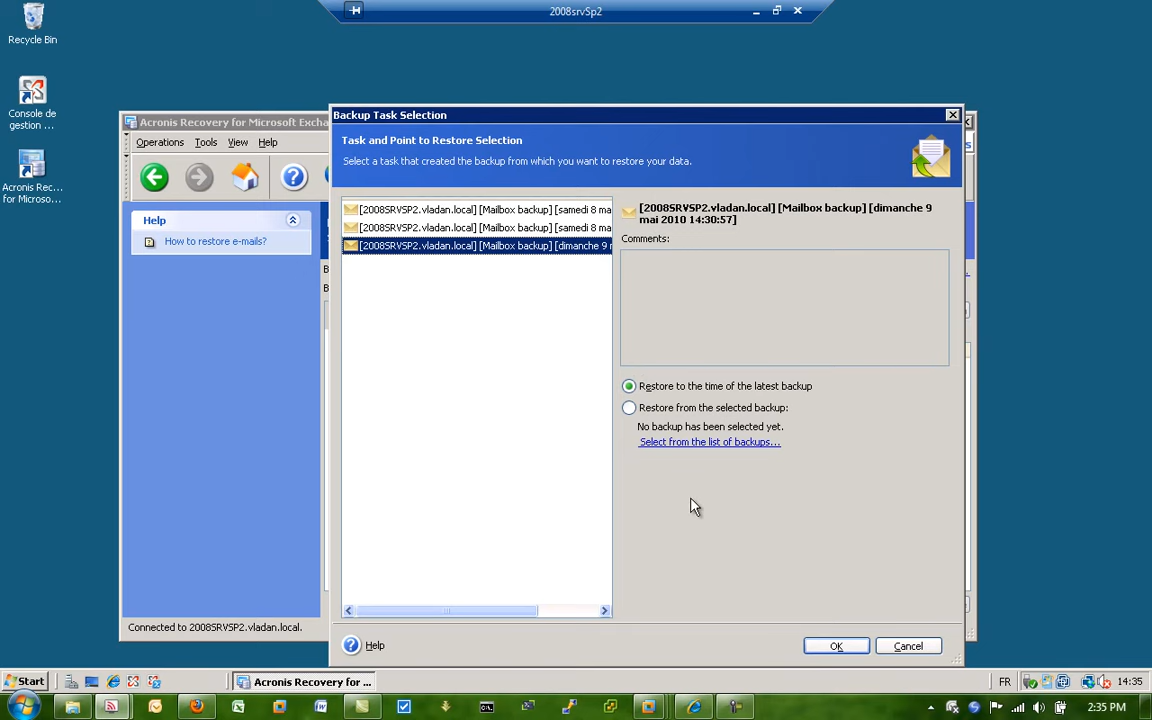 2008srvSp2
Recycle Bin
Console de
gestion ...
Acronis Rec...
for Microso...
Acronis Recovery for Microsoft Excha
Operations Tools View Help
Help
How to restore e-mails?
Connected to 2008SRVSP2.vladan.local.
Backup Task Selection
Task and Point to Restore Selection
Select a task that created the backup from which you want to restore your data.
[2008SRVSP2.vladan.local] [Mailbox backup] [samedi 8 ma
[2008SRVSP2.vladan.local] [Mailbox backup] [samedi 8 ma
[2008SRVSP2.vladan.local] [Mailbox backup] [dimanche 9 m
[2008SRVSP2.vladan.local] [Mailbox backup] [dimanche 9
mai 2010 14:30:57]
Comments:
Restore to the time of the latest backup
Restore from the selected backup:
No backup has been selected yet.
Select from the list of backups...
Help
OK
Cancel
Start
Acronis Recovery for ...
FR
14:35
2:35 PM